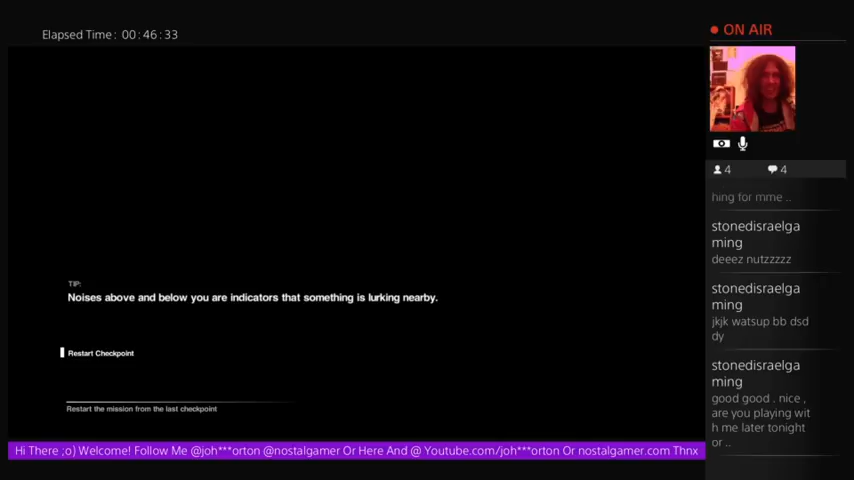 Elapsed Time: 00:46:33
ON AIR
4
4
hing for mme ..
stonedisraelga
ming
deeez nutzzzzz
stonedisraelga
ming
jkjk watsup bb dsd
dy
stonedisraelga
ming
good good . nice ,
are you playing wit
h me later tonight
or ..
TIP:
Noises above and below you are indicators that something is lurking nearby.
Restart Checkpoint
Restart the mission from the last checkpoint
Hi There ;o) Welcome! Follow Me @joh***orton @nostalgamer Or Here And @ Youtube.com/joh***orton Or nostalgamer.com Thnx